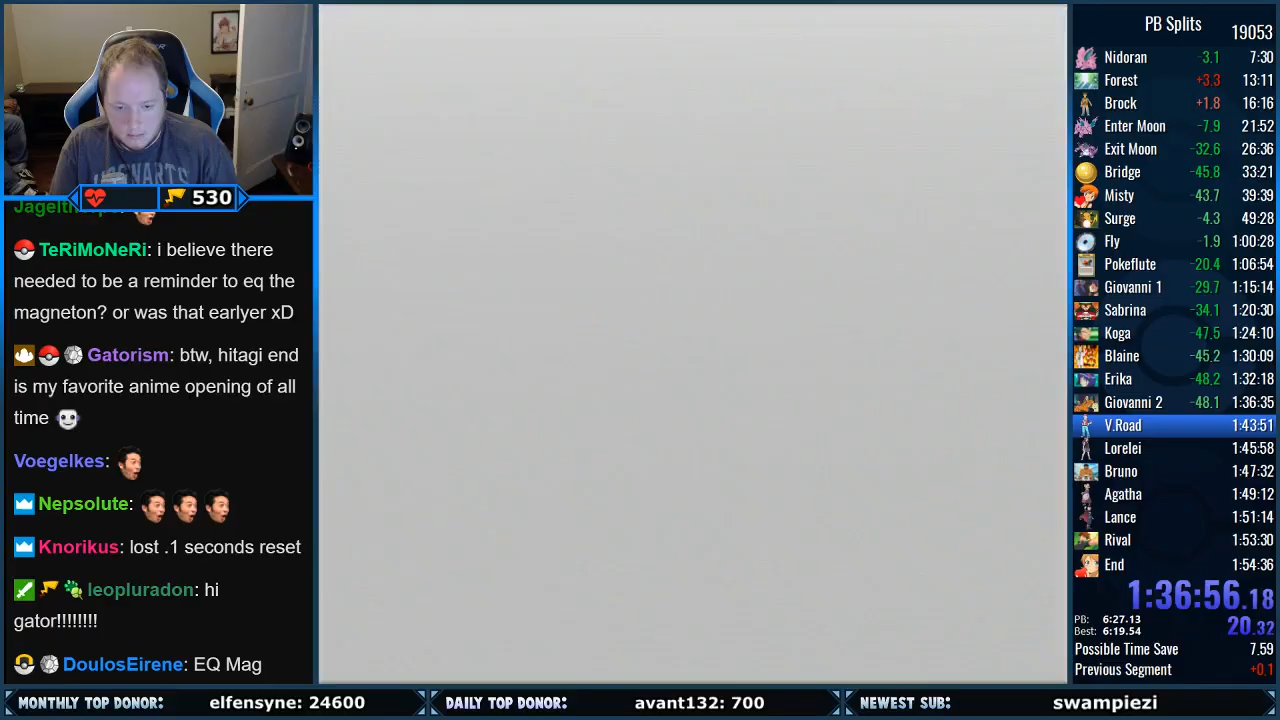 PB Splits
19053
Nidoran -3.1 7:30
Forest +3.3 13:11
Brock +1.8 16:16
Enter Moon -7.9 21:52
Exit Moon -32.6 26:36
Bridge -45.8 33:21
Misty -43.7 39:39
Surge -4.3 49:28
Fly -1.9 1:00:28
Pokeflute -20.4 1:06:54
Giovanni 1 -29.7 1:15:14
Sabrina -34.1 1:20:30
Koga -47.5 1:24:10
Blaine -45.2 1:30:09
Erika -48.2 1:32:18
Giovanni 2 -48.1 1:36:35
V.Road 1:43:51
Lorelei 1:45:58
Bruno 1:47:32
Agatha 1:49:12
Lance 1:51:14
Rival 1:53:30
End 1:54:36
1:36:56.18
PB: 6:27.13
Best: 6:19.54
20.32
Possible Time Save 7.59
Previous Segment +0.1
530
TeRiMoNeRi: i believe there
needed to be a reminder to eq the
magneton? or was that earlyer xD
Gatorism: btw, hitagi end
is my favorite anime opening of all
time
Voegelkes:
Nepsolute:
Knorikus: lost .1 seconds reset
leopluradon: hi
gator!!!!!!!!
DoulosEirene: EQ Mag
MONTHLY TOP DONOR: elfensyne: 24600
DAILY TOP DONOR: avant132: 700
NEWEST SUB: swampiezi